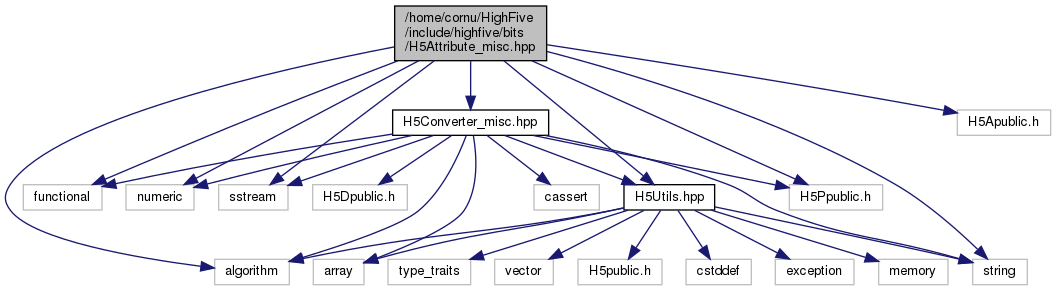 /home/cornu/HighFive
/include/highfive/bits
/H5Attribute_misc.hpp
H5Converter_misc.hpp
H5Apublic.h
functional
numeric
sstream
H5Dpublic.h
cassert
H5Utils.hpp
H5Ppublic.h
algorithm
array
type_traits
vector
H5public.h
cstddef
exception
memory
string